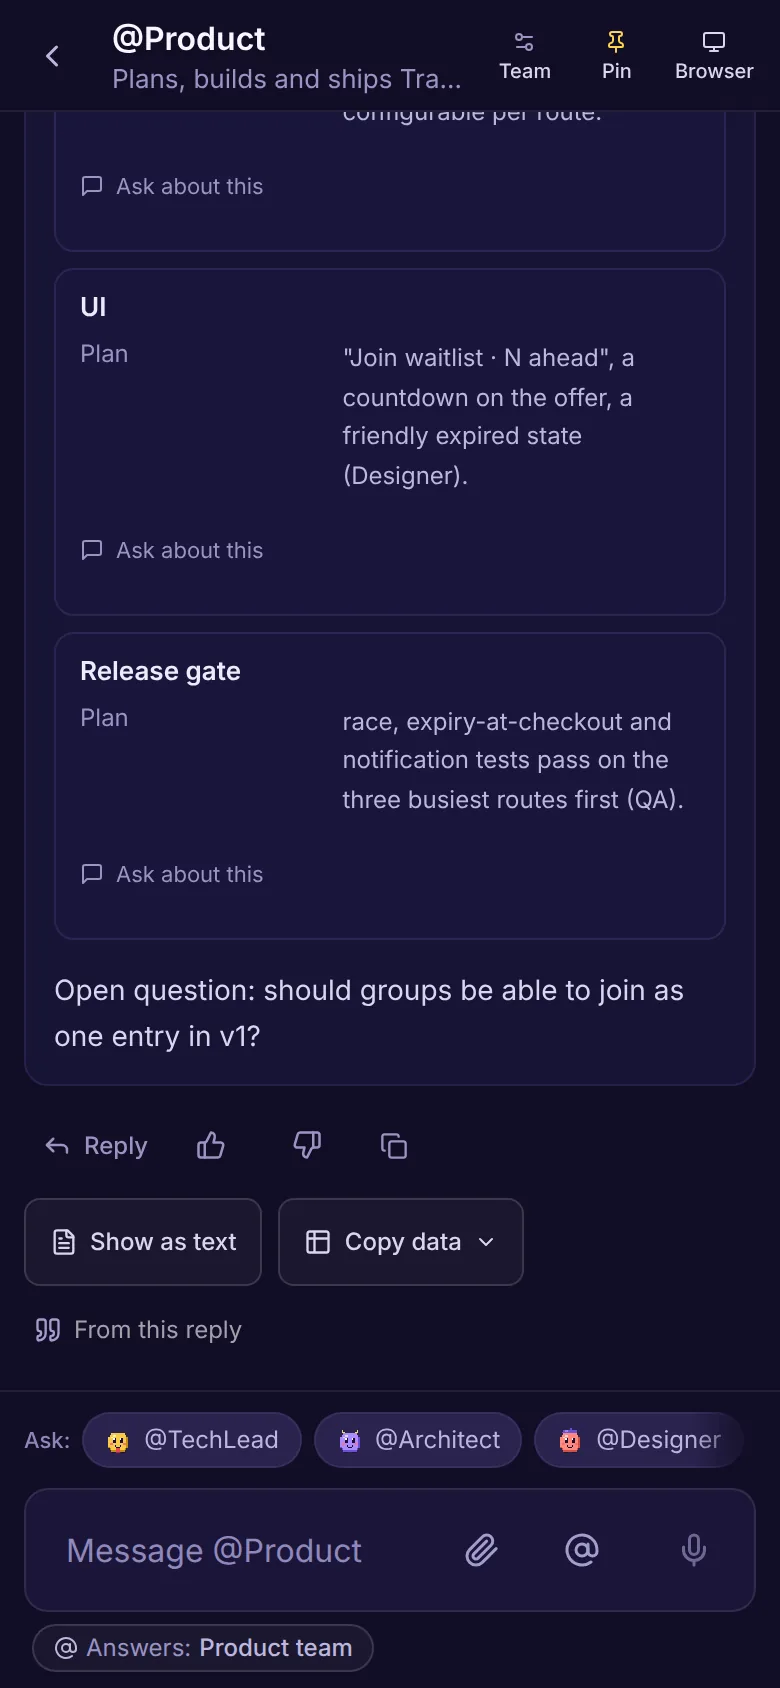 @Product
Plans, builds and ships Tra...
Team
Pin
Browser
configurable per route.
Ask about this
UI
Plan
"Join waitlist · N ahead", a
countdown on the offer, a
friendly expired state
(Designer).
Ask about this
Release gate
Plan
race, expiry-at-checkout and
notification tests pass on the
three busiest routes first (QA).
Ask about this
Open question: should groups be able to join as
one entry in v1?
Reply
Show as text
Copy data
From this reply
Ask:
@TechLead
@Architect
@Designer
Message @Product
@ Answers: Product team